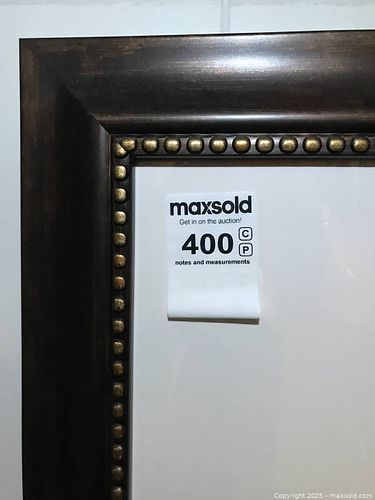 maxsold
Get in on the auction!
400
C
P
notes and measurements
Copyright 2025 - maxsold.com